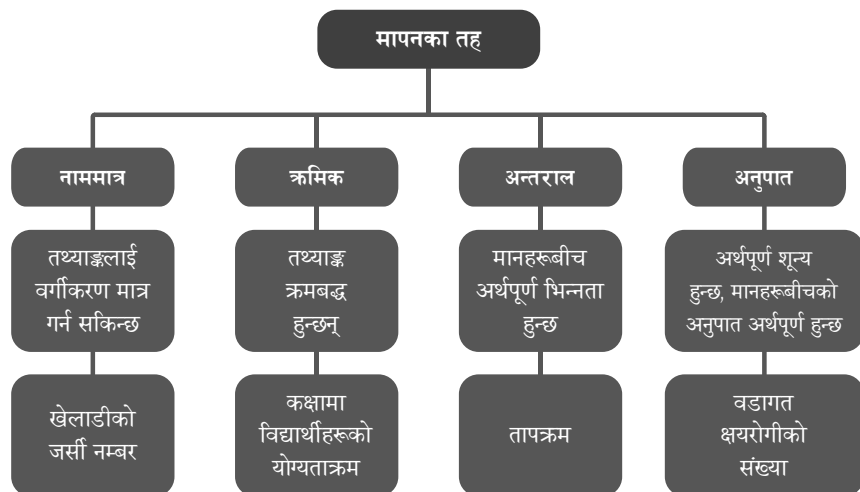 मापनका तह
नाममात्र
क्रमिक
अन्तराल
अनुपात
तथ्याङ्कलाई
वर्गीकरण मात्र
गर्न सकिन्छ
तथ्याङ्क
क्रमबद्ध
हुन्छन्
मानहरूबीच
अर्थपूर्ण भिन्नता
हुन्छ
अर्थपूर्ण शून्य
हुन्छ, मानहरूबीचको
अनुपात अर्थपूर्ण हुन्छ
खेलाडीको
जर्सी नम्बर
कक्षामा
विद्यार्थीहरूको
योग्यताक्रम
तापक्रम
वडागत
क्षयरोगीको
संख्या